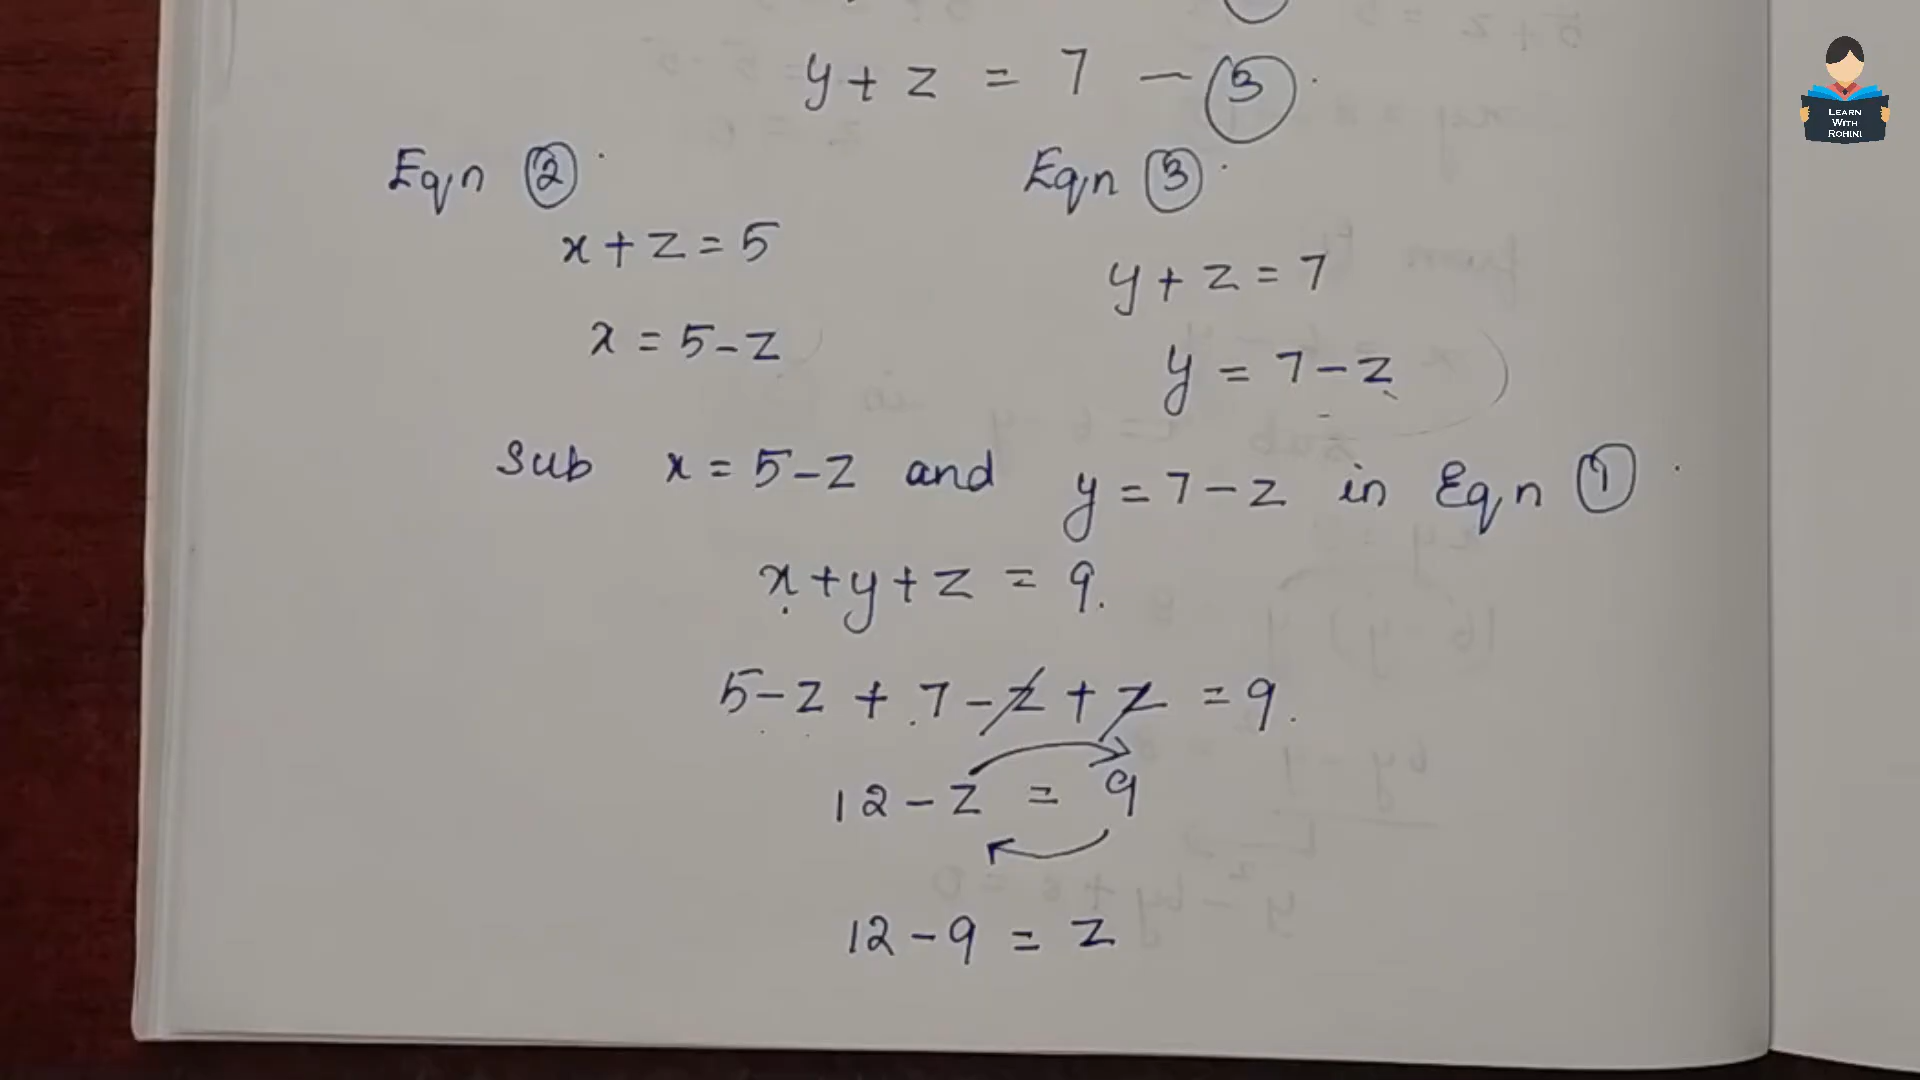 y + z = 7 — ③
Eqn ②
x + z = 5
x = 5 - z
Eqn ③
y + z = 7
y = 7 - z
Sub x = 5 - z and y = 7 - z in Eqn ①
x + y + z = 9.
5 - z + 7 - z + z = 9.
12 - z = 9
12 - 9 = z
LEARN
WITH
ROHINI